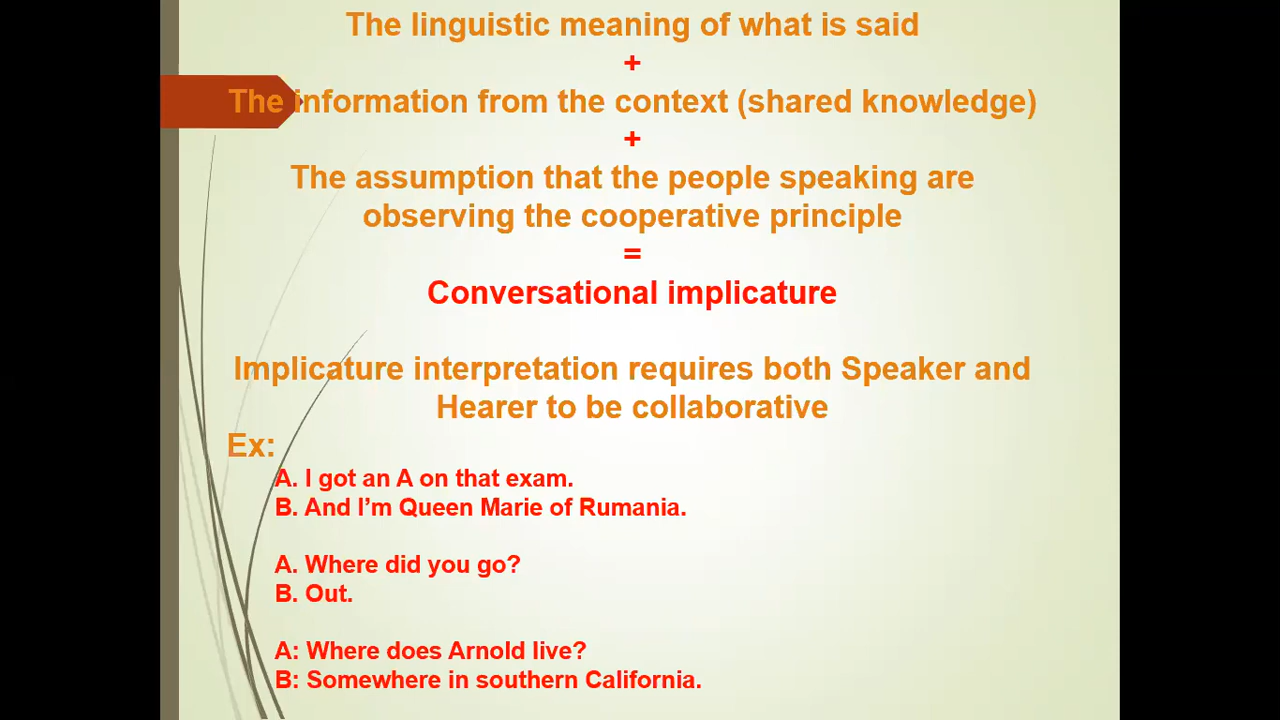 The linguistic meaning of what is said
+
The information from the context (shared knowledge)
+
The assumption that the people speaking are
observing the cooperative principle
=
Conversational implicature
Implicature interpretation requires both Speaker and
Hearer to be collaborative
Ex:
A. I got an A on that exam.
B. And I’m Queen Marie of Rumania.
A. Where did you go?
B. Out.
A: Where does Arnold live?
B: Somewhere in southern California.